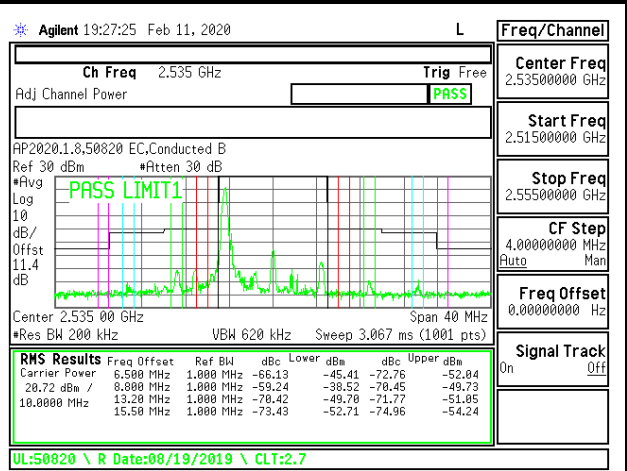 Agilent 19:27:25 Feb 11, 2020 L Freq/Channel
Ch Freq 2.535 GHz Trig Free
Adj Channel Power PASS
Center Freq
2.53500000 GHz
Start Freq
2.51500000 GHz
Stop Freq
2.55500000 GHz
CF Step
4.00000000 MHz
Auto Man
Freq Offset
0.00000000 Hz
Signal Track
On Off
AP2020.1.8,50820 EC,Conducted B
Ref 30 dBm #Atten 30 dB
#Avg
Log
10
dB/
Offst
11.4
dB
PASS LIMIT1
Center 2.535 00 GHz Span 40 MHz
#Res BW 200 kHz VBW 620 kHz Sweep 3.067 ms (1001 pts)
RMS Results Freq Offset Ref BW dBc Lower dBm dBc Upper dBm
Carrier Power 6.500 MHz 1.000 MHz -66.13 -45.41 -72.76 -52.04
20.72 dBm / 8.800 MHz 1.000 MHz -59.24 -38.52 -70.45 -49.73
10.0000 MHz 13.20 MHz 1.000 MHz -70.42 -49.70 -71.77 -51.05
15.50 MHz 1.000 MHz -73.43 -52.71 -74.96 -54.24
UL:50820 \ R Date:08/19/2019 \ CLT:2.7